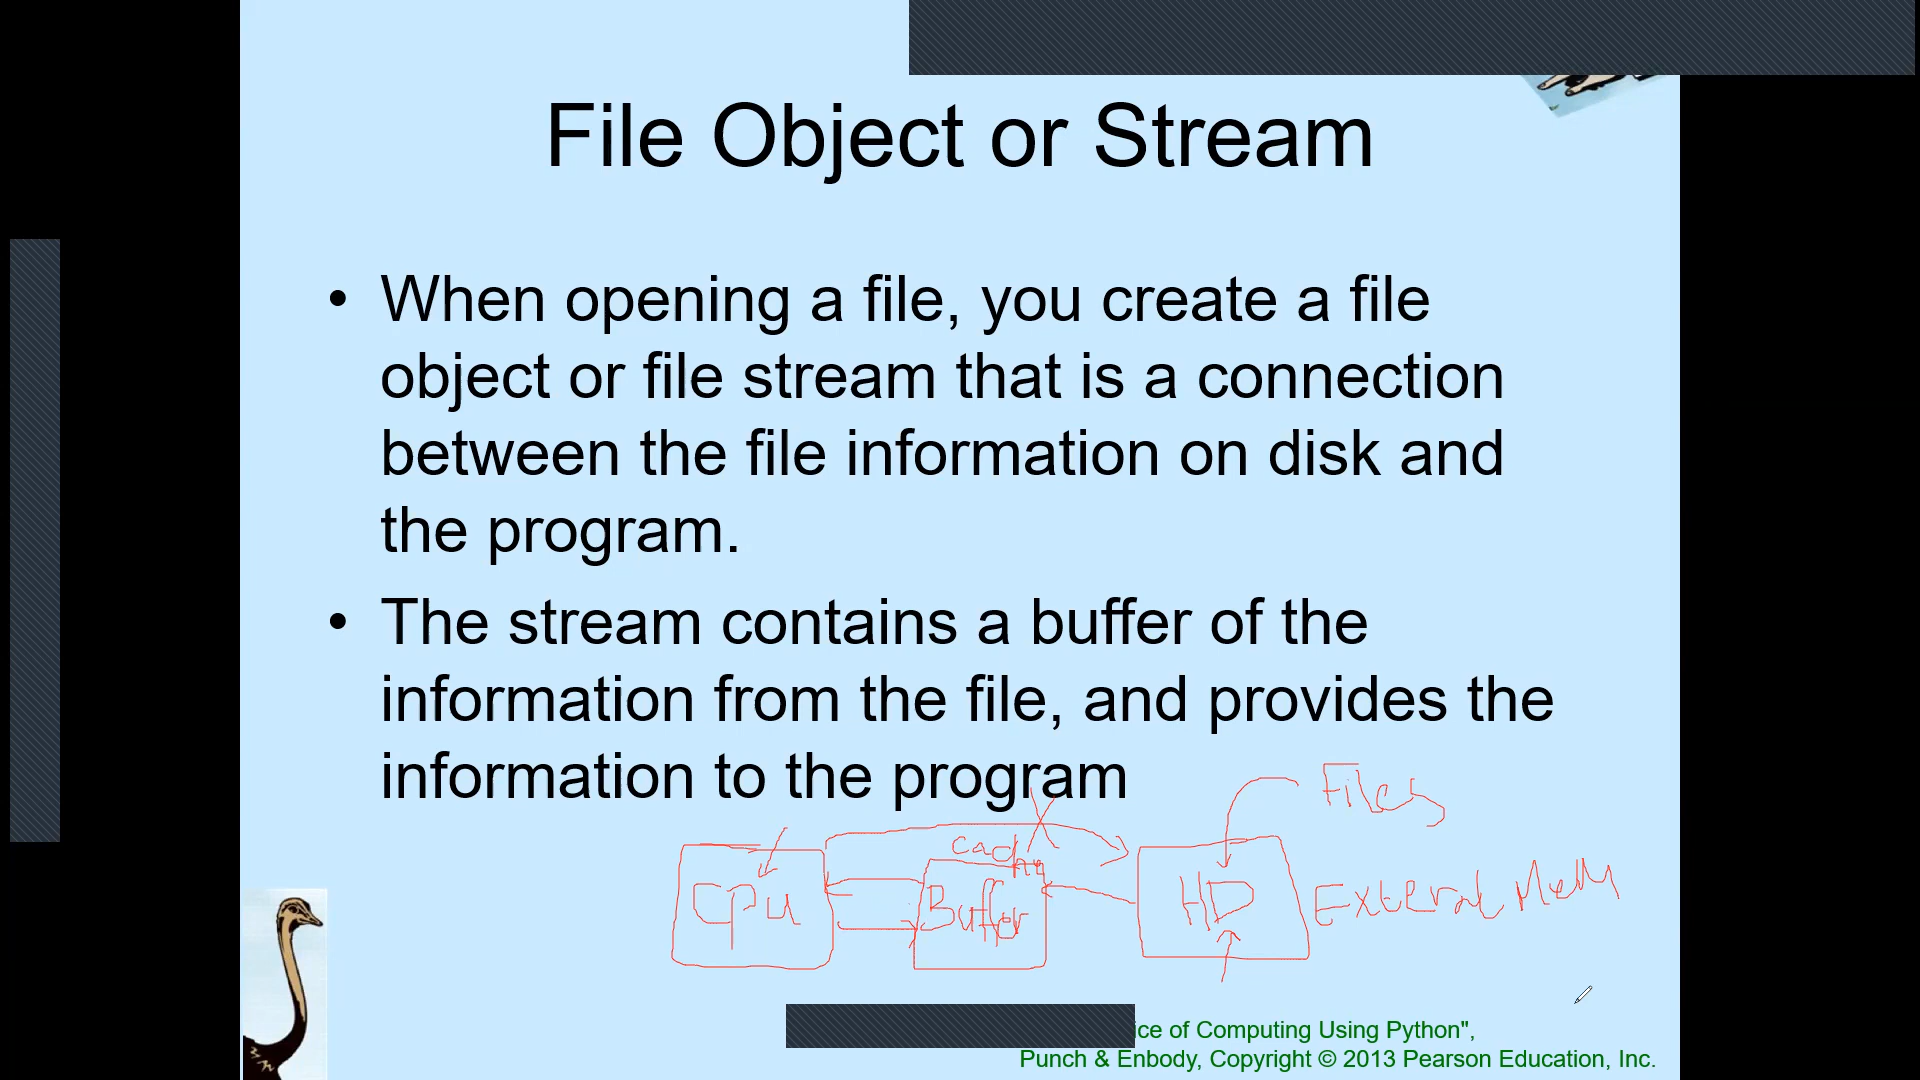 File Object or Stream
• When opening a file, you create a file
object or file stream that is a connection
between the file information on disk and
the program.
• The stream contains a buffer of the
information from the file, and provides the
information to the program
Files
Cache
CPU
Buffer
HD
External Mem
ice of Computing Using Python",
Punch & Enbody, Copyright © 2013 Pearson Education, Inc.